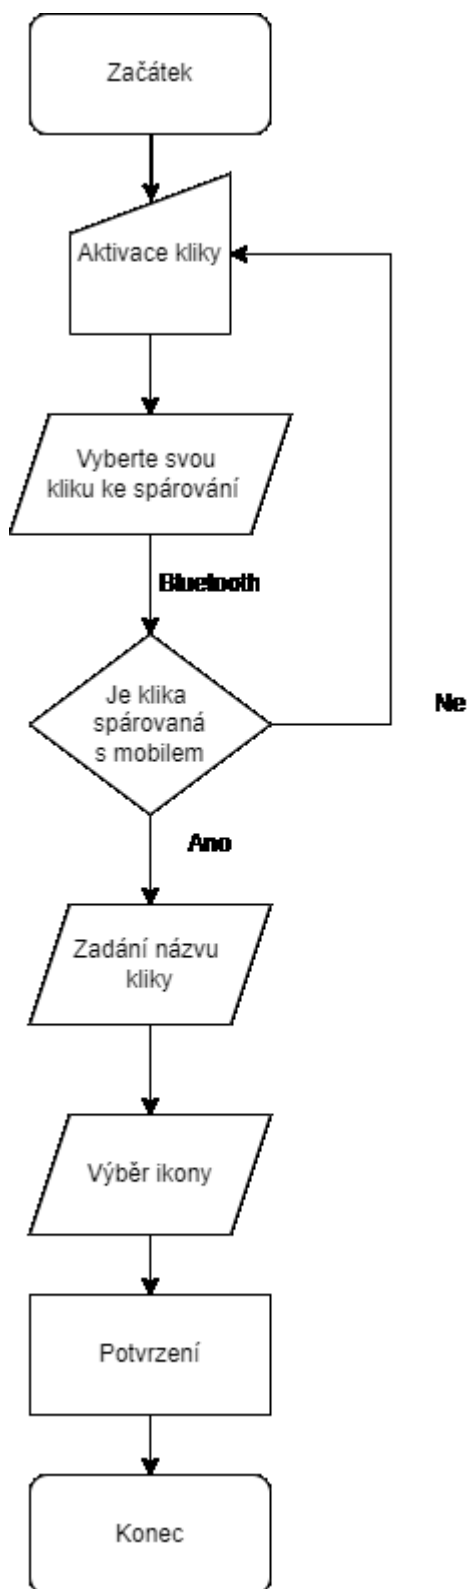 Začátek
Aktivace kliky
Vyberte svou
kliku ke spárování
Bluetooth
Je klika
spárovaná
s mobilem
Ne
Ano
Zadání názvu
kliky
Výběr ikony
Potvrzení
Konec